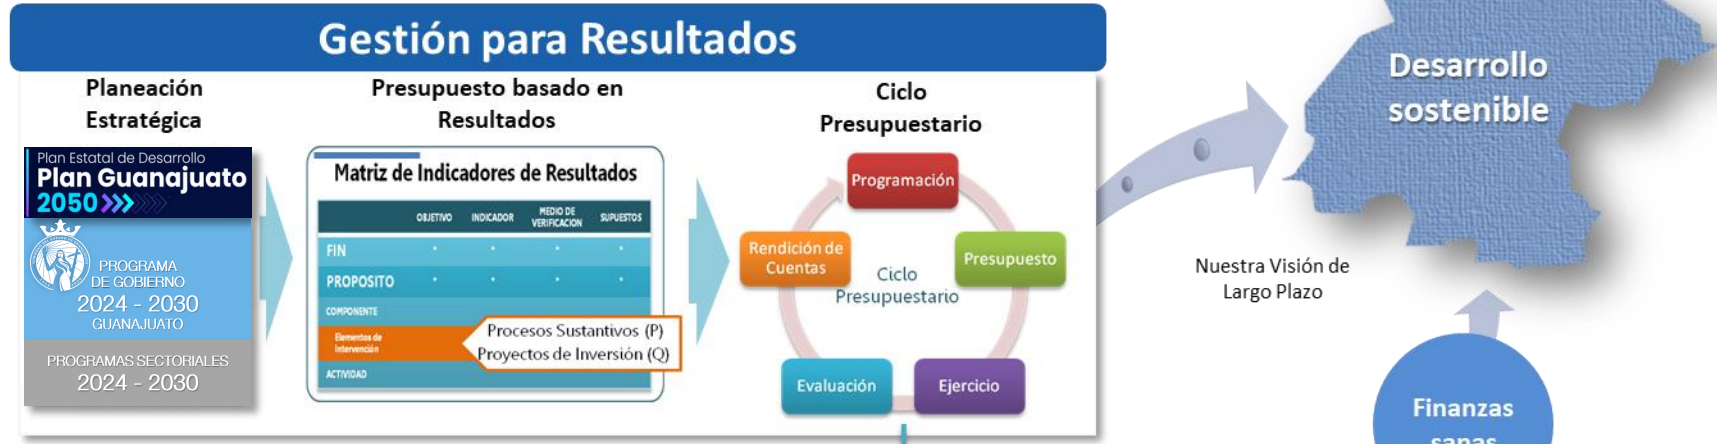 Gestión para Resultados
Planeación
Estratégica
Plan Estatal de Desarrollo
Plan Guanajuato
2050
PROGRAMA
DE GOBIERNO
2024 - 2030
GUANAJUATO
PROGRAMAS SECTORIALES
2024 - 2030
Presupuesto basado en
Resultados
Matriz de Indicadores de Resultados
OBJETIVO INDICADOR MEDIO DE VERIFICACION SUPUESTOS
FIN
PROPOSITO
COMPONENTE
Elementos de
Intervención
ACTIVIDAD
Procesos Sustantivos (P)
Proyectos de Inversión (Q)
Ciclo
Presupuestario
Programación
Presupuesto
Ejercicio
Evaluación
Rendición de
Cuentas
Ciclo
Presupuestario
Desarrollo
sostenible
Nuestra Visión de
Largo Plazo
Finanzas
sanas